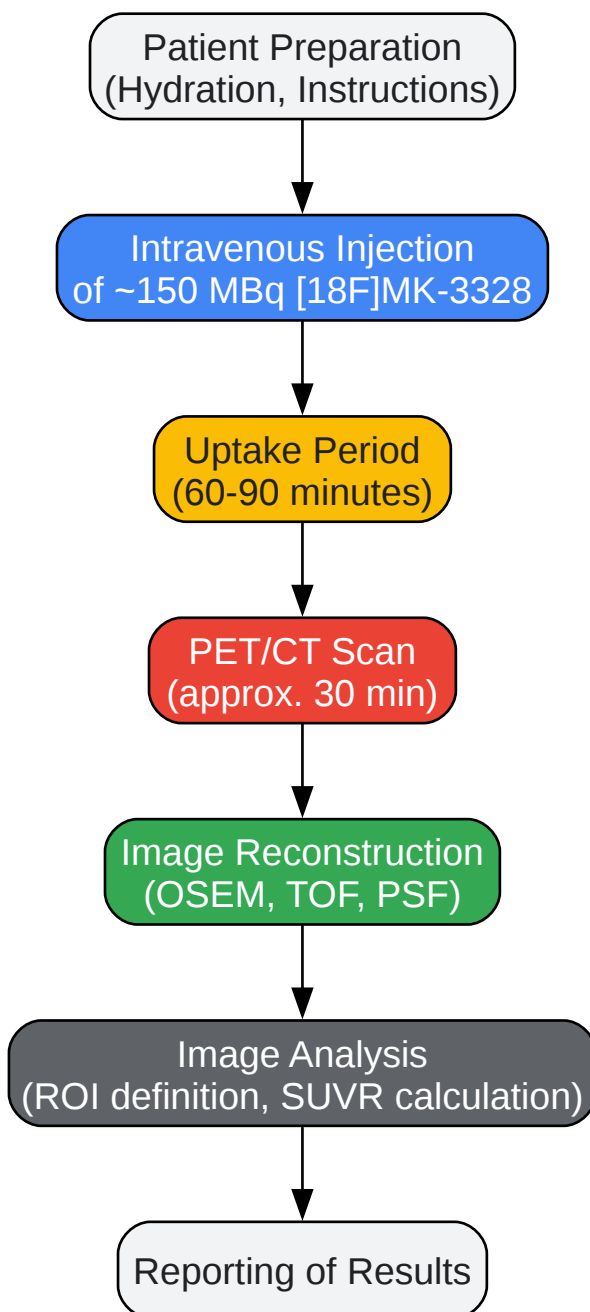 Patient Preparation
(Hydration, Instructions)
Intravenous Injection
of ~150 MBq [18F]MK-3328
Uptake Period
(60-90 minutes)
PET/CT Scan
(approx. 30 min)
Image Reconstruction
(OSEM, TOF, PSF)
Image Analysis
(ROI definition, SUVR calculation)
Reporting of Results